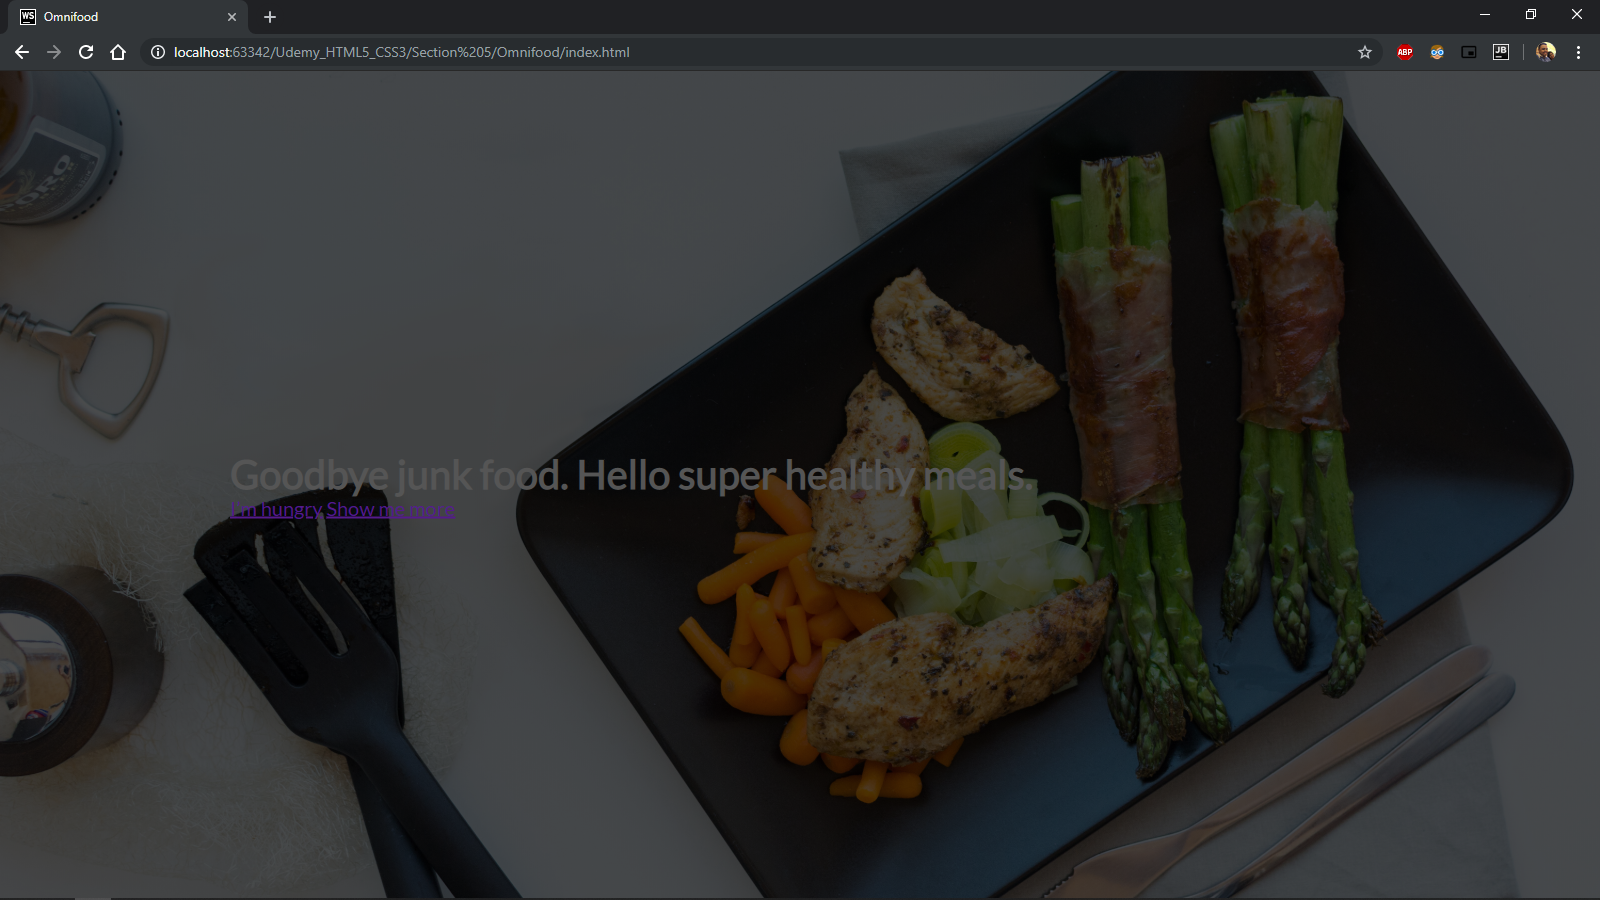 WS Omnifood
localhost:63342/Udemy_HTML5_CSS3/Section%205/Omnifood/index.html
ABP
JB
Goodbye junk food. Hello super healthy meals.
I'm hungry Show me more